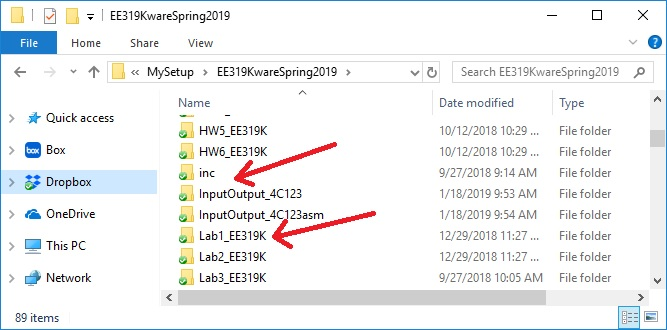 EE319KwareSpring2019
File Home Share View
MySetup EE319KwareSpring2019 Search EE319KwareSpring2019
Name Date modified Type
Quick access
Box
Dropbox
OneDrive
This PC
Network
HW5_EE319K 10/12/2018 10:29 ... File folder
HW6_EE319K 10/12/2018 10:29 ... File folder
inc 9/27/2018 9:14 AM File folder
InputOutput_4C123 1/18/2019 9:53 AM File folder
InputOutput_4C123asm 1/18/2019 9:54 AM File folder
Lab1_EE319K 12/29/2018 11:27 ... File folder
Lab2_EE319K 12/29/2018 11:27 ... File folder
Lab3_EE319K 9/27/2018 10:05 AM File folder
89 items